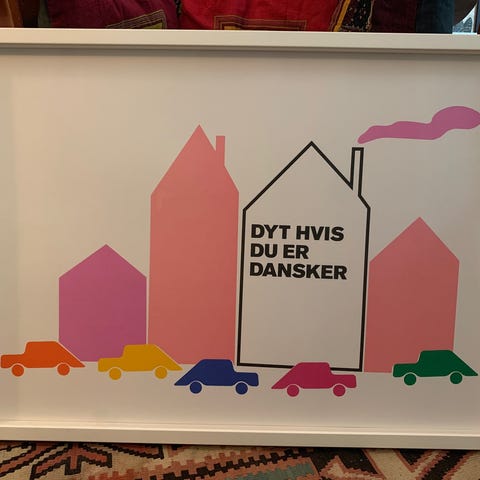 DYT HVIS
DU ER
DANSKER